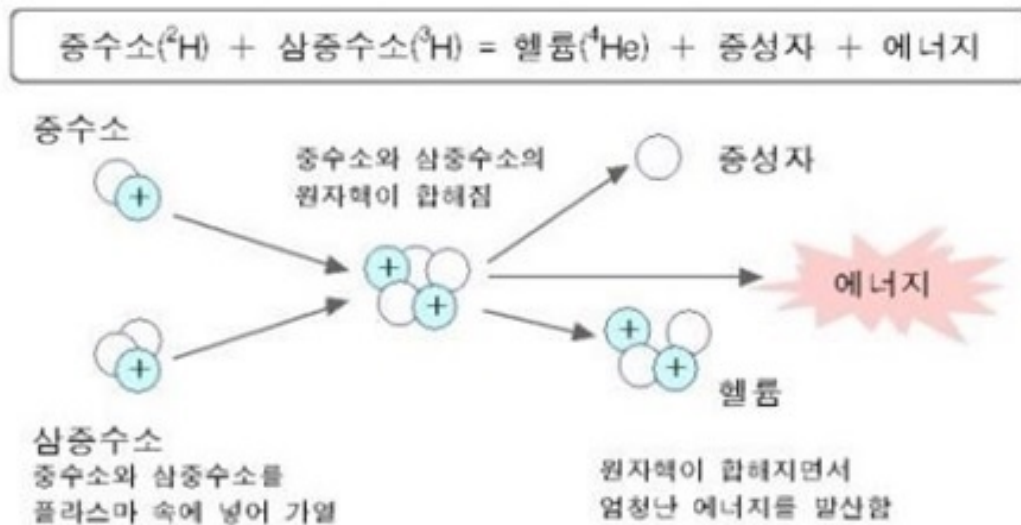 중수소(²H) + 삼중수소(³H) = 헬륨(⁴He) + 중성자 + 에너지
중수소
중수소와 삼중수소의
원자핵이 합해짐
중성자
에너지
+
+
+
+
+
+
헬륨
삼중수소
중수소와 삼중수소를
플라스마 속에 넣어 가열
원자핵이 합해지면서
엄청난 에너지를 발산함